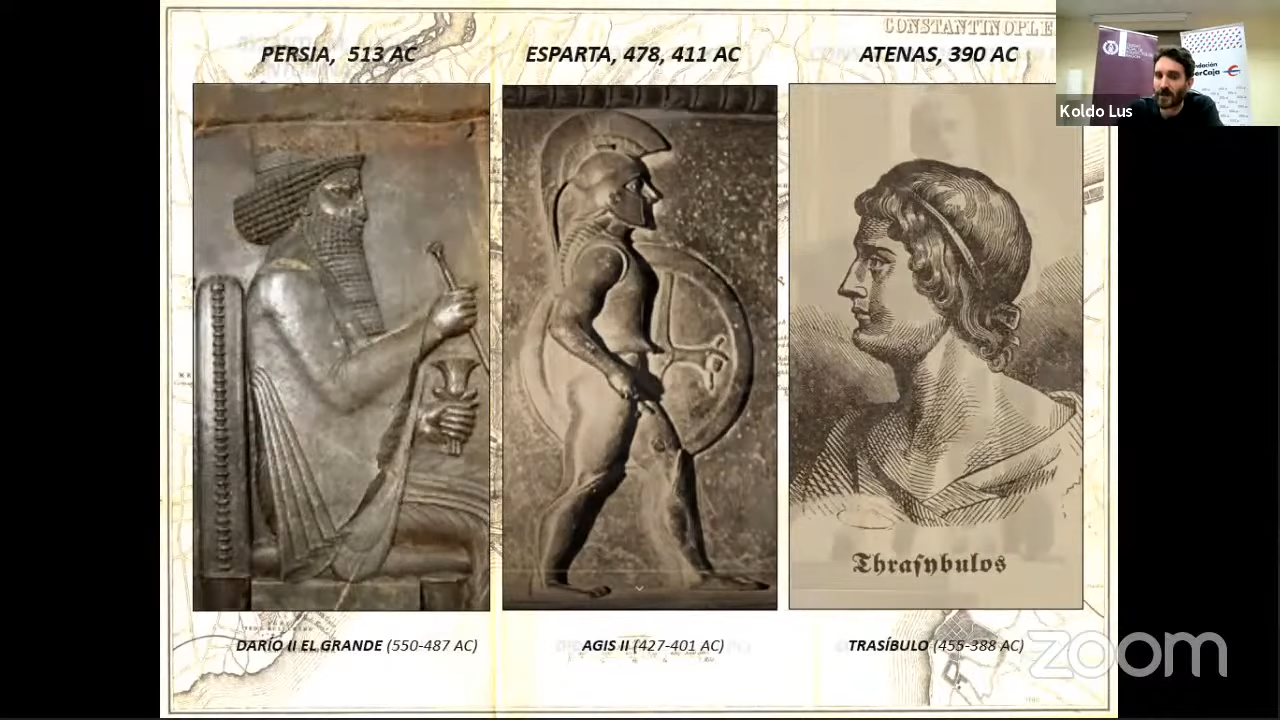 CONSTANTINOPLE
PERSIA, 513 AC
ESPARTA, 478, 411 AC
ATENAS, 390 AC
Koldo Lus
Thraſybulos
DARÍO II EL GRANDE (550-487 AC)
AGIS II (427-401 AC)
TRASÍBULO (455-388 AC)
zoom